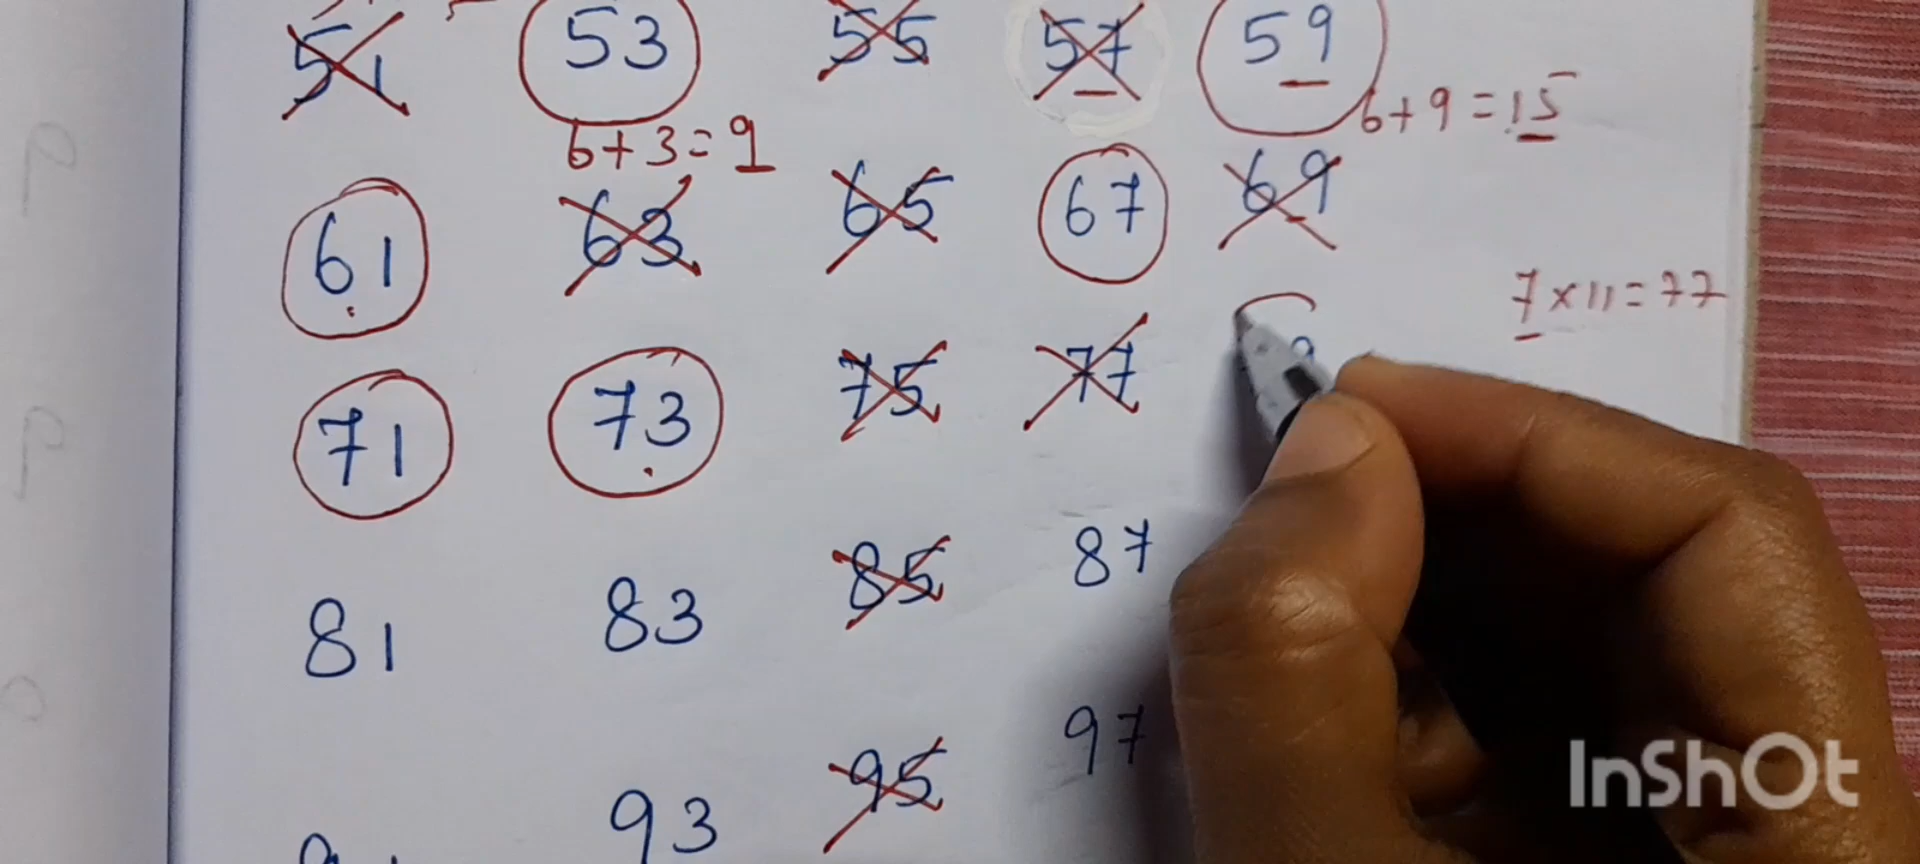 51 53 55 57 59
6+9=15
6+3=9
61 63 65 67 69
7×11=77
71 73 75 77 9
81 83 85 87
93 95 97
InShOt